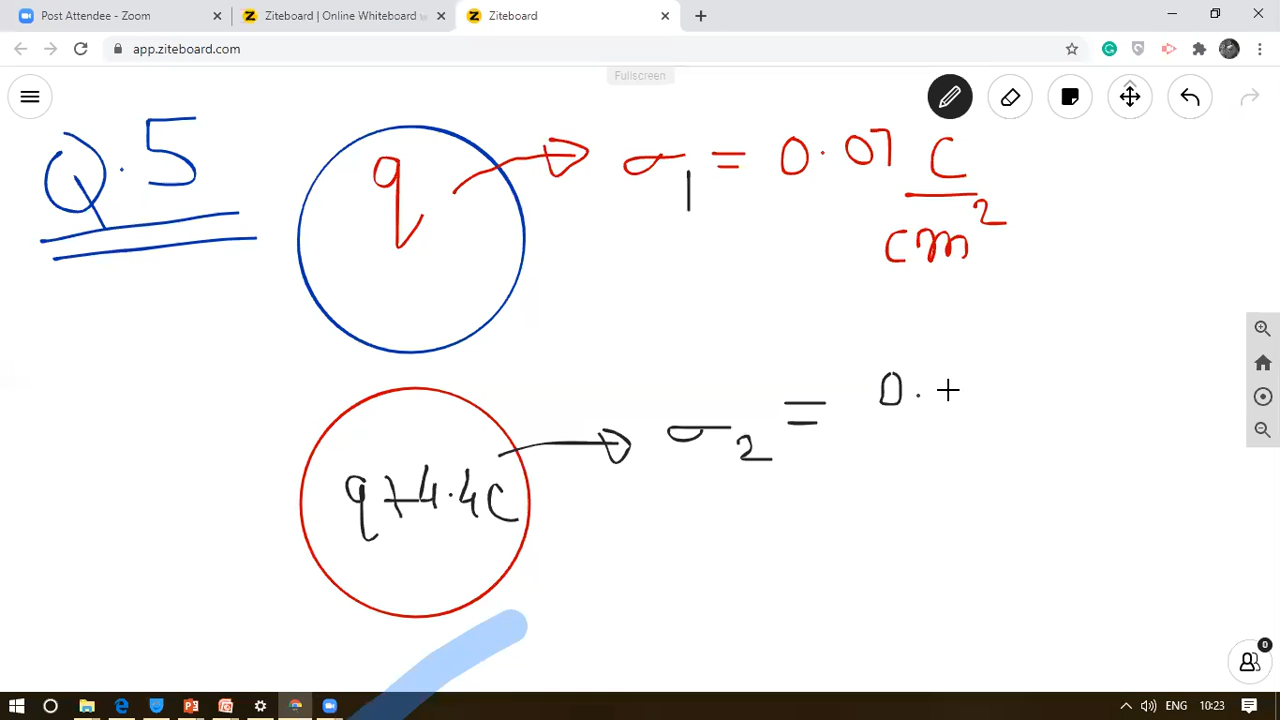 Post Attendee - Zoom
Ziteboard | Online Whiteboard w
Ziteboard
app.ziteboard.com
Fullscreen
Q.5
q
σ1 = 0.07 C/cm²
q+4.4C
σ2 = 0.
0
ENG
10:23